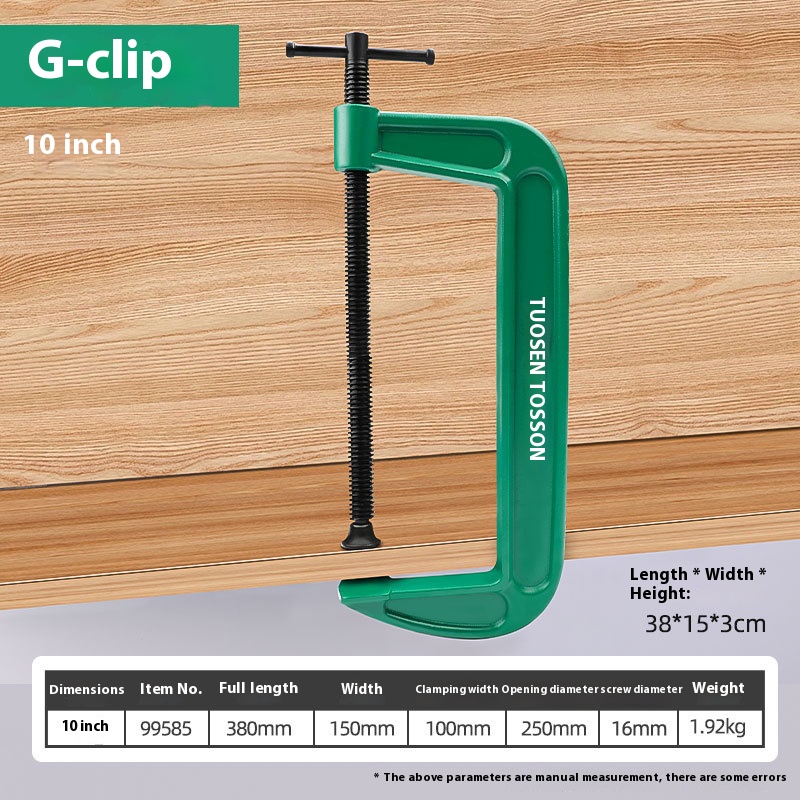 G-clip
10 inch
TUOSEN TOSSON
Length * Width *
Height:
38*15*3cm
Dimensions Item No. Full length Width Clamping width Opening diameter screw diameter Weight
10 inch 99585 380mm 150mm 100mm 250mm 16mm 1.92kg
* The above parameters are manual measurement, there are some errors